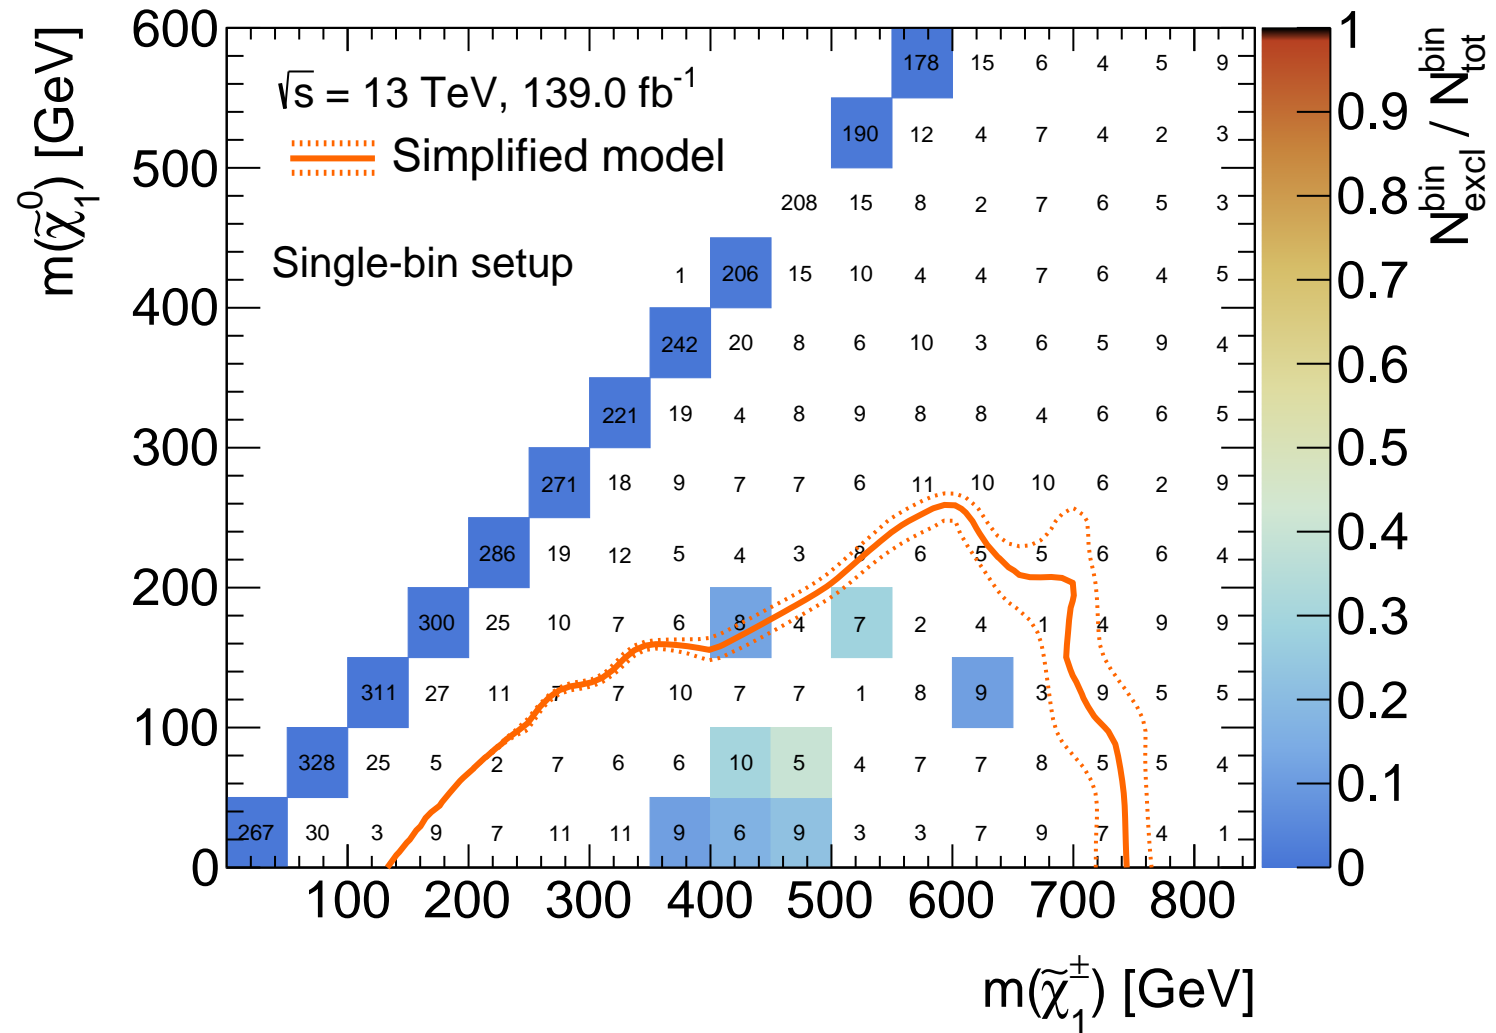 600
500
400
300
200
100
0
m(χ̃₁⁰) [GeV]
√s = 13 TeV, 139.0 fb⁻¹
Simplified model
Single-bin setup
178 15 6 4 5 9
190 12 4 7 4 2 3
208 15 8 2 7 6 5 3
1 206 15 10 4 4 7 6 4 5
242 20 8 6 10 3 6 5 9 4
221 19 4 8 9 8 8 4 6 6 5
271 18 9 7 7 6 11 10 10 6 2 9
286 19 12 5 4 3 8 6 5 5 6 6 4
300 25 10 7 6 8 4 7 2 4 1 4 9 9
311 27 11 7 7 10 7 7 1 8 9 3 9 5 5
328 25 5 2 7 6 6 10 5 4 7 7 8 5 5 4
267 30 3 9 7 11 11 9 6 9 3 3 7 9 7 4 1
100 200 300 400 500 600 700 800
m(χ̃₁±) [GeV]
1
0.9
0.8
0.7
0.6
0.5
0.4
0.3
0.2
0.1
0
N_excl^bin / N_tot^bin